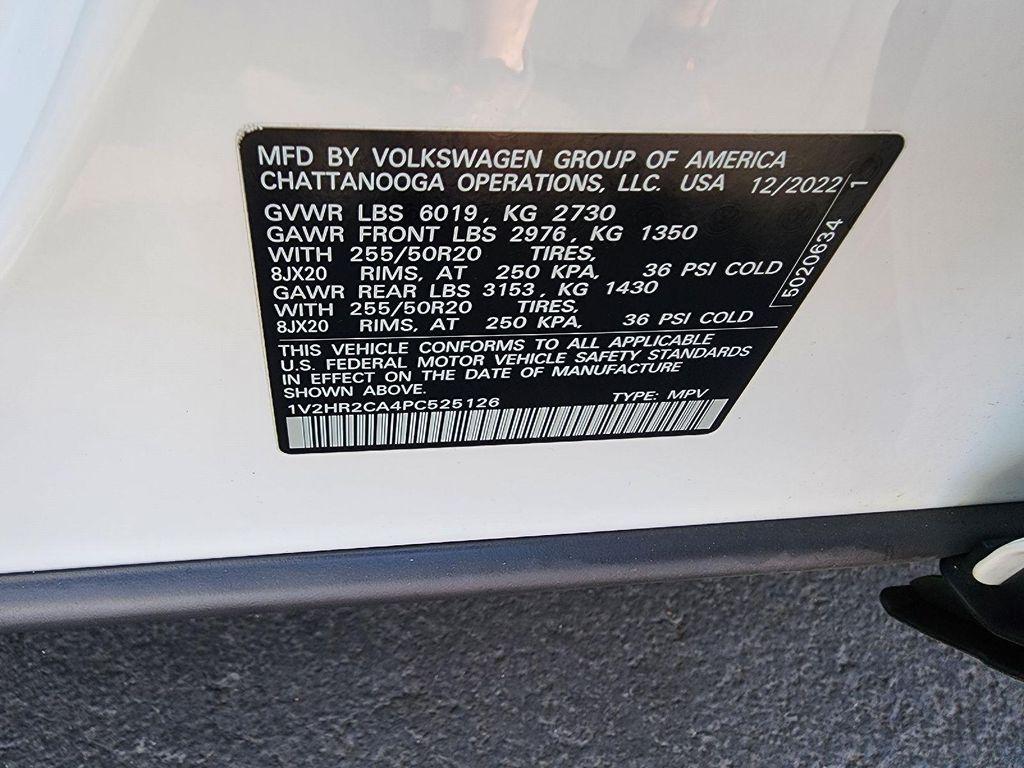 MFD BY VOLKSWAGEN GROUP OF AMERICA
CHATTANOOGA OPERATIONS, LLC. USA 12/2022
GVWR LBS 6019, KG 2730
GAWR FRONT LBS 2976, KG 1350
WITH 255/50R20 TIRES,
8JX20 RIMS, AT 250 KPA, 36 PSI COLD
GAWR REAR LBS 3153, KG 1430
WITH 255/50R20 TIRES,
8JX20 RIMS, AT 250 KPA, 36 PSI COLD
THIS VEHICLE CONFORMS TO ALL APPLICABLE
U.S. FEDERAL MOTOR VEHICLE SAFETY STANDARDS
IN EFFECT ON THE DATE OF MANUFACTURE
SHOWN ABOVE.
1V2HR2CA4PC525126 TYPE: MPV
5020634 1